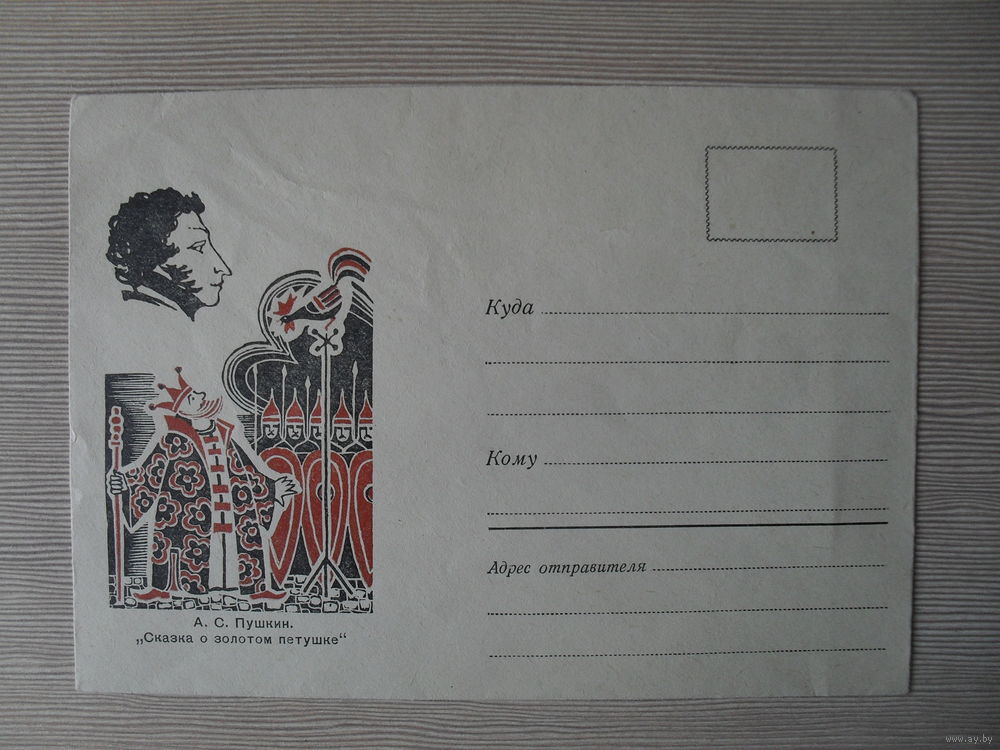 Куда
Кому
Адрес отправителя
А. С. Пушкин.
„Сказка о золотом петушке“
www.ay.by